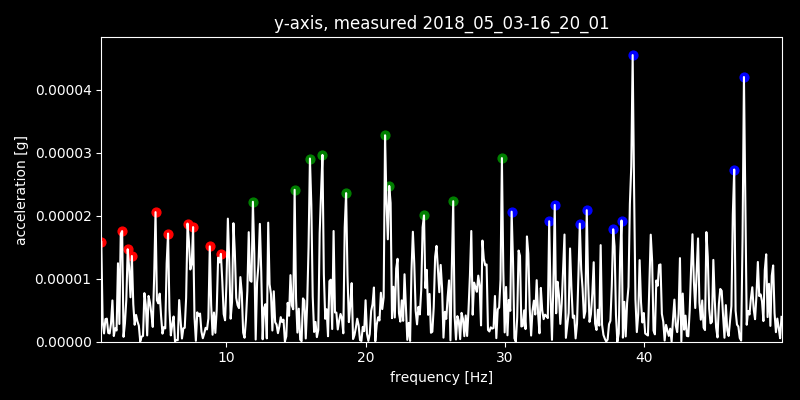 y-axis, measured 2018_05_03-16_20_01
0.00004
0.00003
0.00002
0.00001
0.00000
acceleration [g]
10 20 30 40
frequency [Hz]